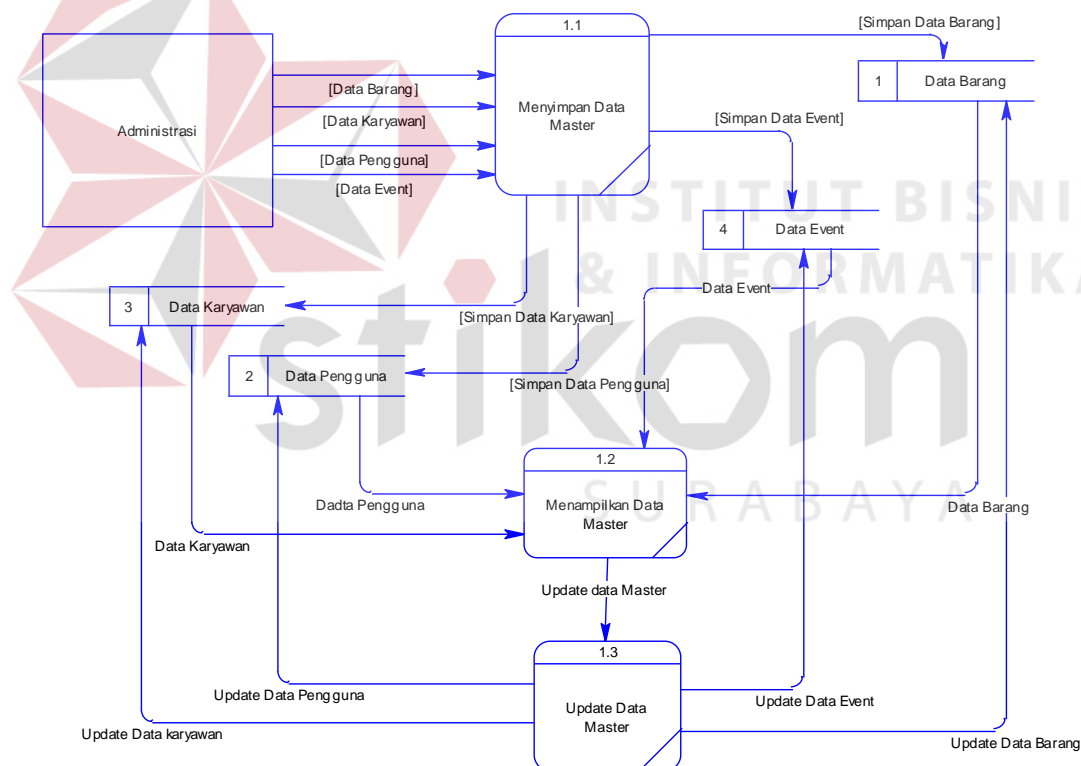 1.1
[Simpan Data Barang]
1
Data Barang
[Data Barang]
Menyimpan Data
Master
[Data Karyawan]
[Simpan Data Event]
Administrasi
[Data Pengguna]
[Data Event]
INSTITUT BISNI
4
Data Event
& INFORMATIKA
Data Event
3
Data Karyawan
[Simpan Data Karyawan]
stikom
2
Data Pengguna
[Simpan Data Pengguna]
1.2
SURABAYA
Dadta Pengguna
Menampilkan Data
Master
Data Barang
Data Karyawan
Update data Master
1.3
Update Data Pengguna
Update Data
Master
Update Data Event
Update Data karyawan
Update Data Barang